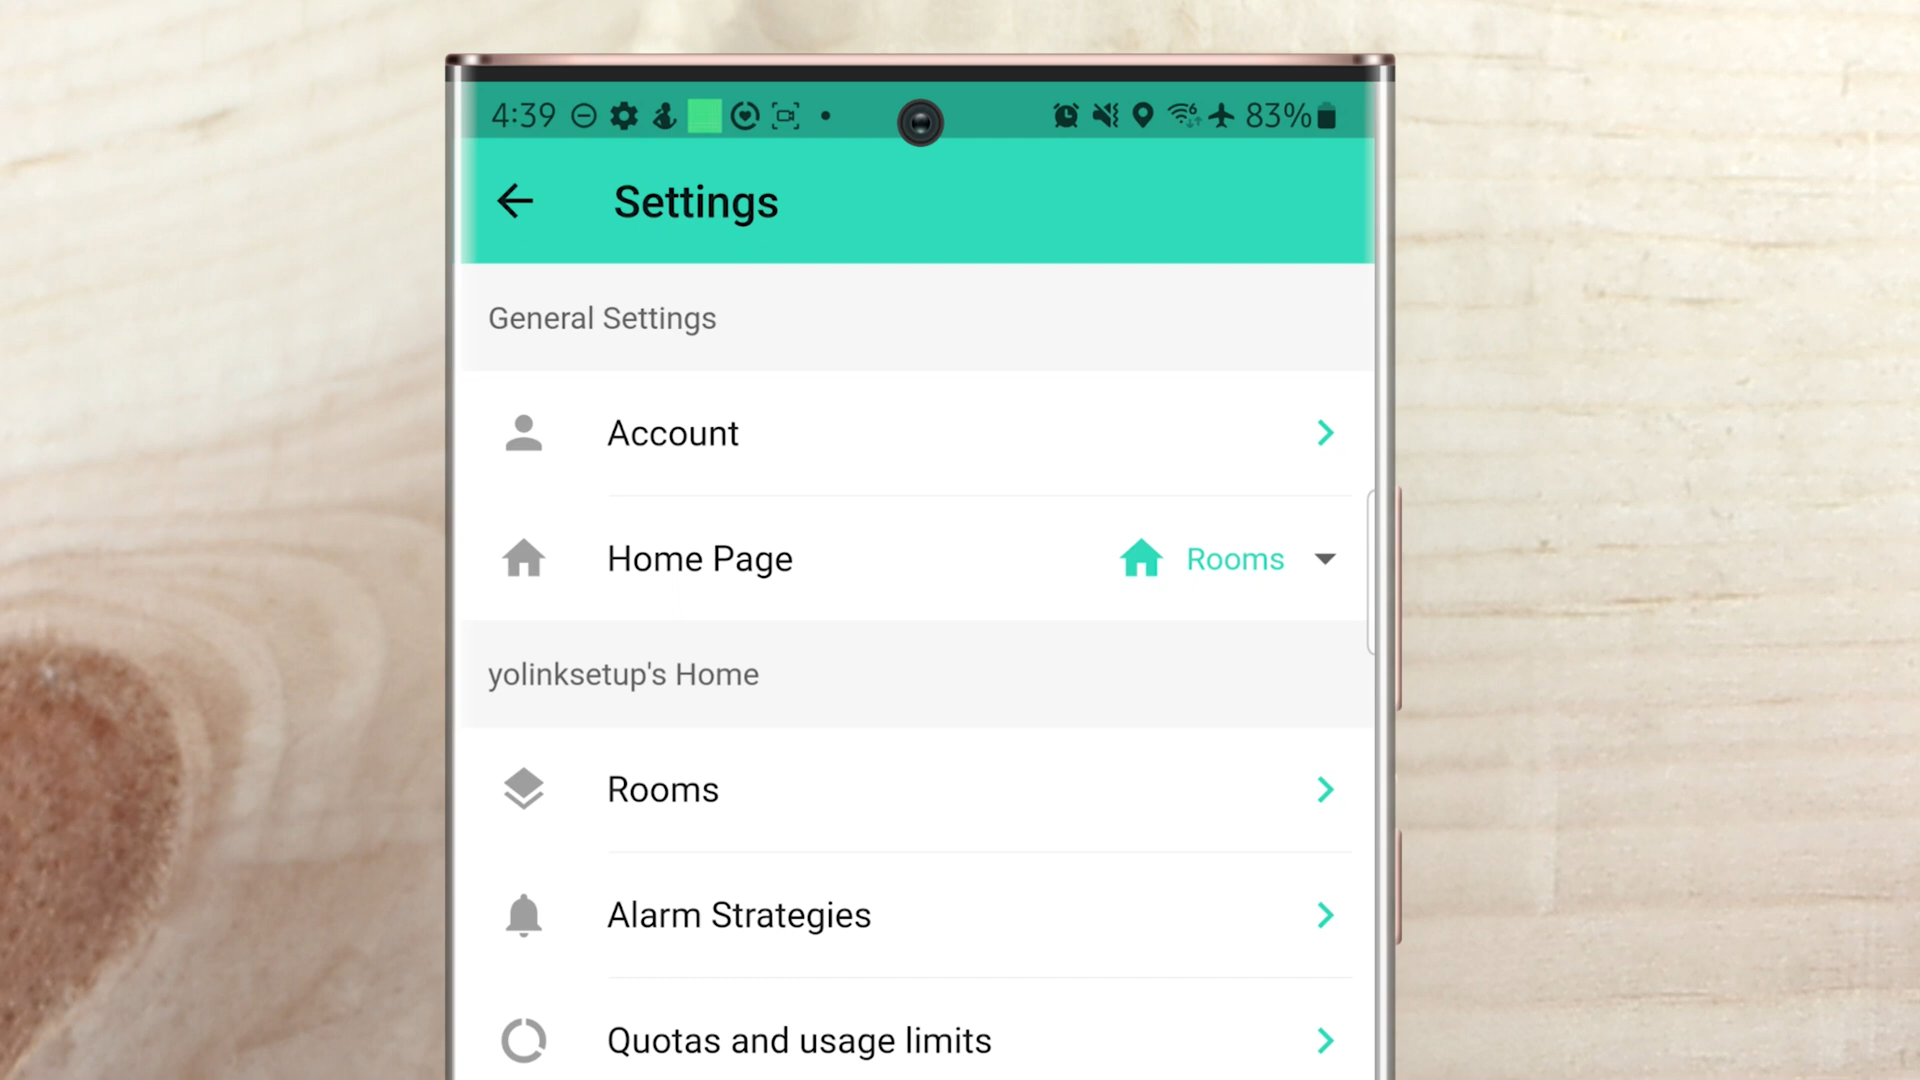 4:39 83%
Settings
General Settings
Account
Home Page Rooms
yolinksetup's Home
Rooms
Alarm Strategies
Quotas and usage limits